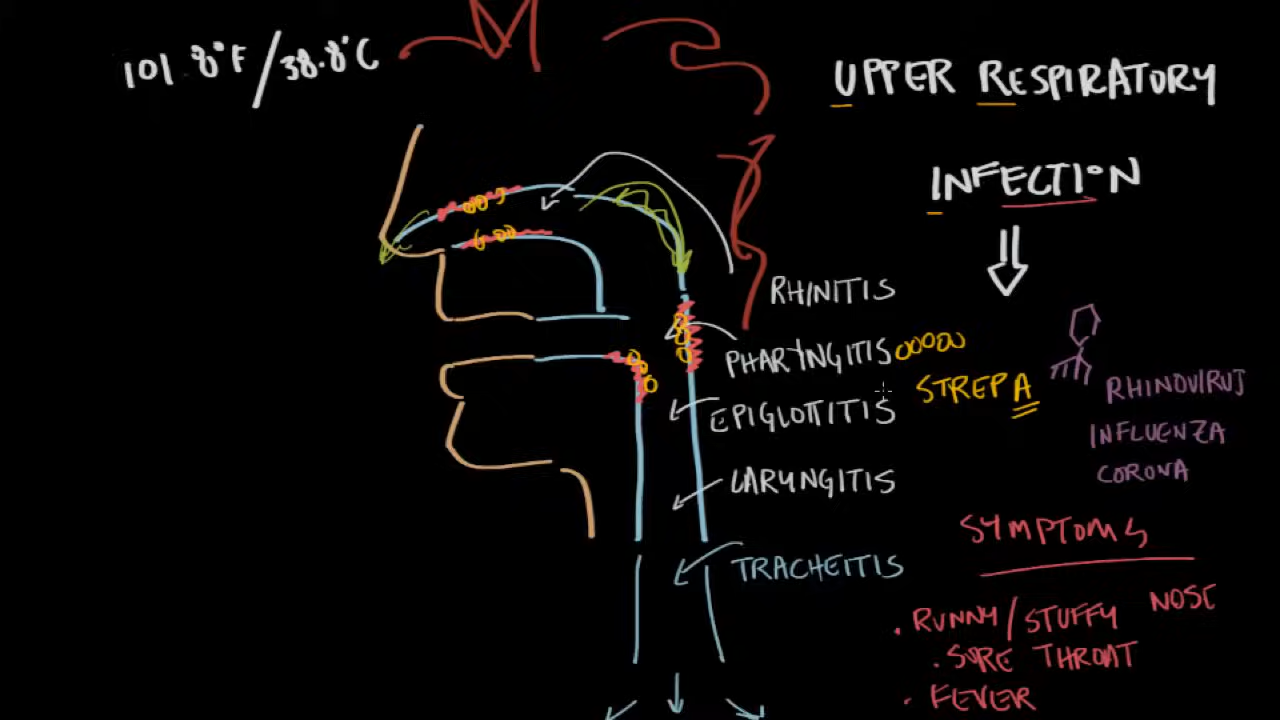 101.8°F/38.8°C
UPPER RESPIRATORY
INFECTION
RHINITIS
PHARYNGITIS
STREP A
EPIGLOTTITIS
LARYNGITIS
TRACHEITIS
RHINOVIRUS
INFLUENZA
CORONA
SYMPTOMS
. RUNNY/STUFFY NOSE
. SORE THROAT
. FEVER